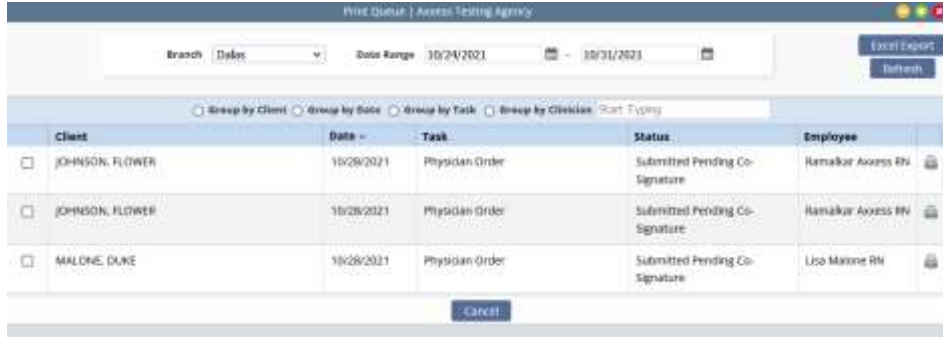 Print Queue | Axxess Testing Agency
Branch Dallas Date Range 10/24/2021 - 10/31/2021 Excel Export
Refresh
Group by Client Group by Date Group by Task Group by Clinician Start Typing
Client Date Task Status Employee
JOHNSON, FLOWER 10/28/2021 Physician Order Submitted Pending Co- Ramalkar Axxess RN
Signature
JOHNSON, FLOWER 10/28/2021 Physician Order Submitted Pending Co- Ramalkar Axxess RN
Signature
MALONE, DUKE 10/28/2021 Physician Order Submitted Pending Co- Lisa Malone RN
Signature
Cancel